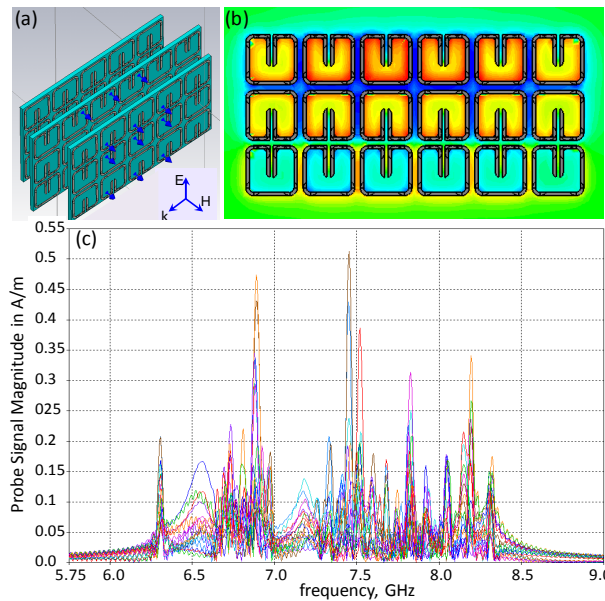 (a)
E
H
k
(b)
(c)
Probe Signal Magnitude in A/m
0.55
0.5
0.45
0.4
0.35
0.3
0.25
0.2
0.15
0.1
0.05
0.0
5.75 6.0 6.5 7.0 7.5 8.0 8.5 9.0
frequency, GHz